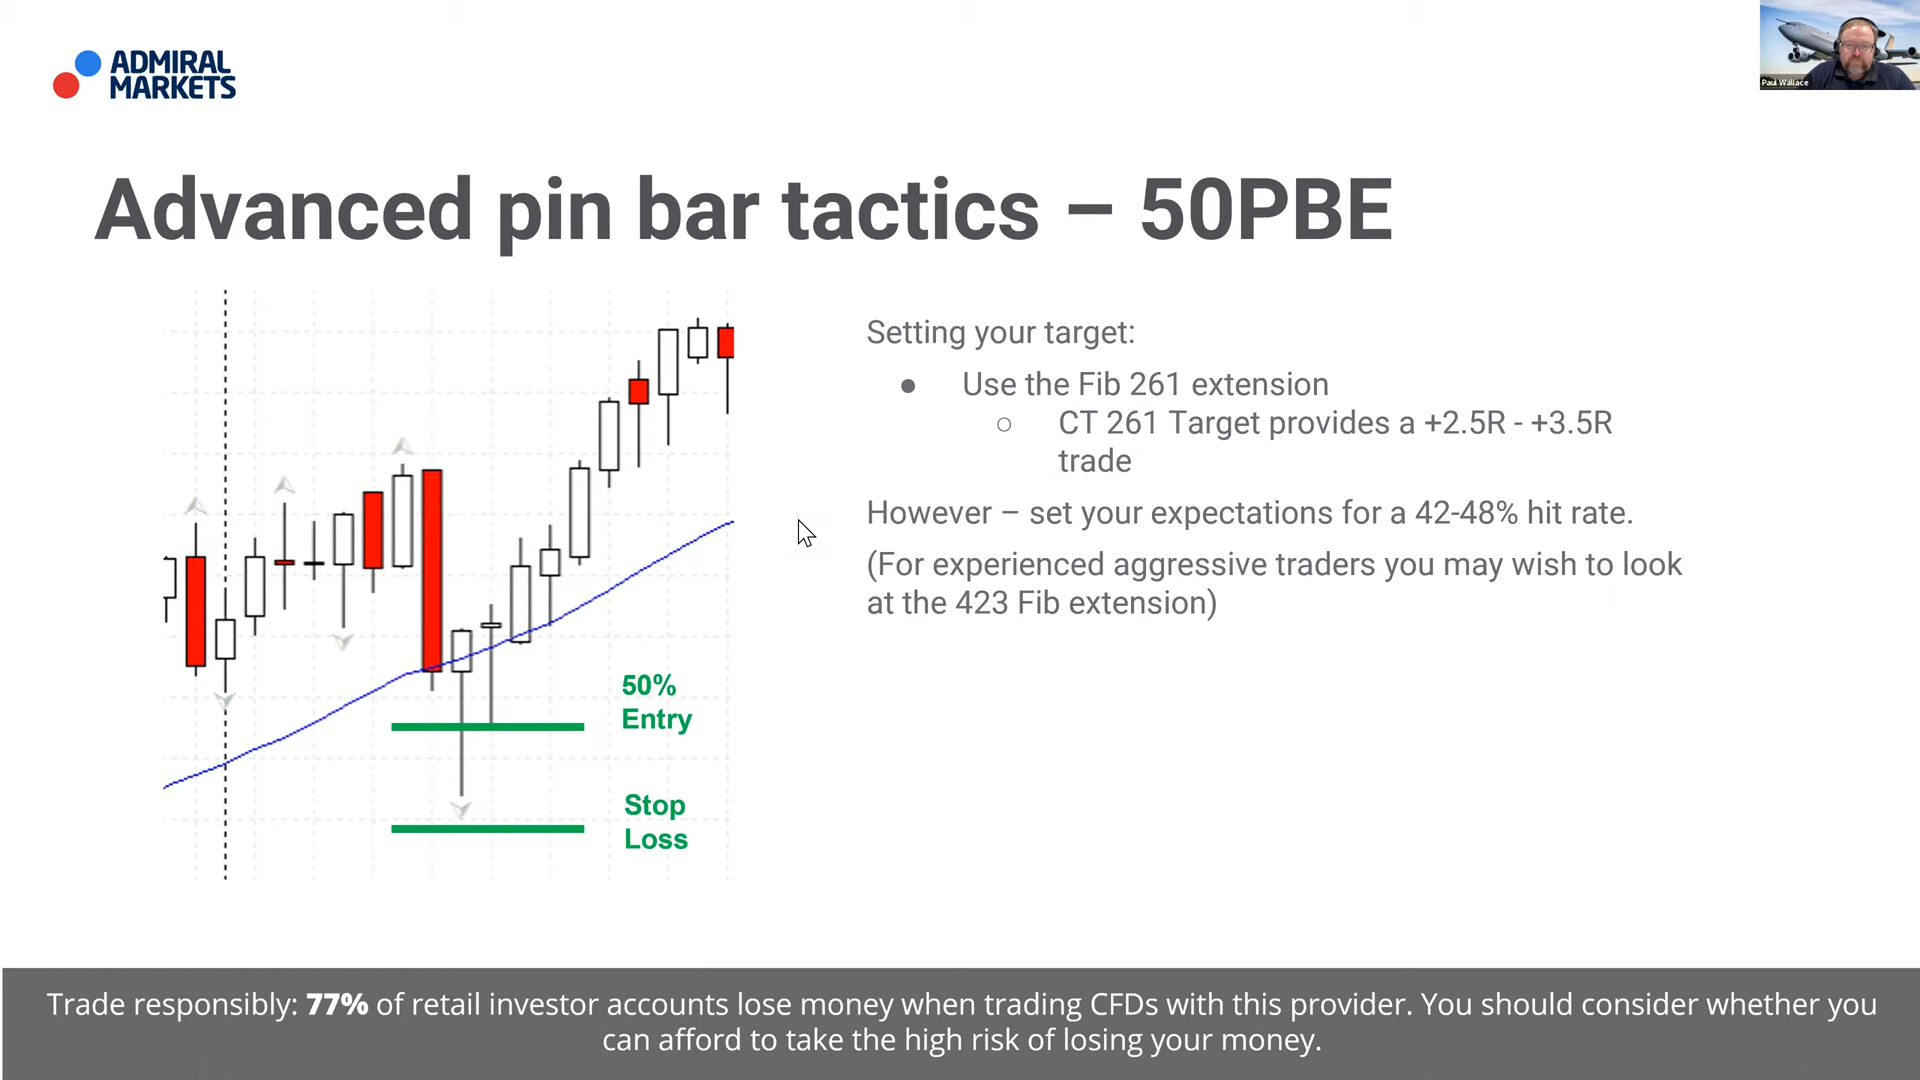 ADMIRAL
MARKETS
Paul Wallace
Advanced pin bar tactics – 50PBE
Setting your target:
● Use the Fib 261 extension
○ CT 261 Target provides a +2.5R - +3.5R
trade
However – set your expectations for a 42-48% hit rate.
(For experienced aggressive traders you may wish to look
at the 423 Fib extension)
50%
Entry
Stop
Loss
Trade responsibly: 77% of retail investor accounts lose money when trading CFDs with this provider. You should consider whether you
can afford to take the high risk of losing your money.